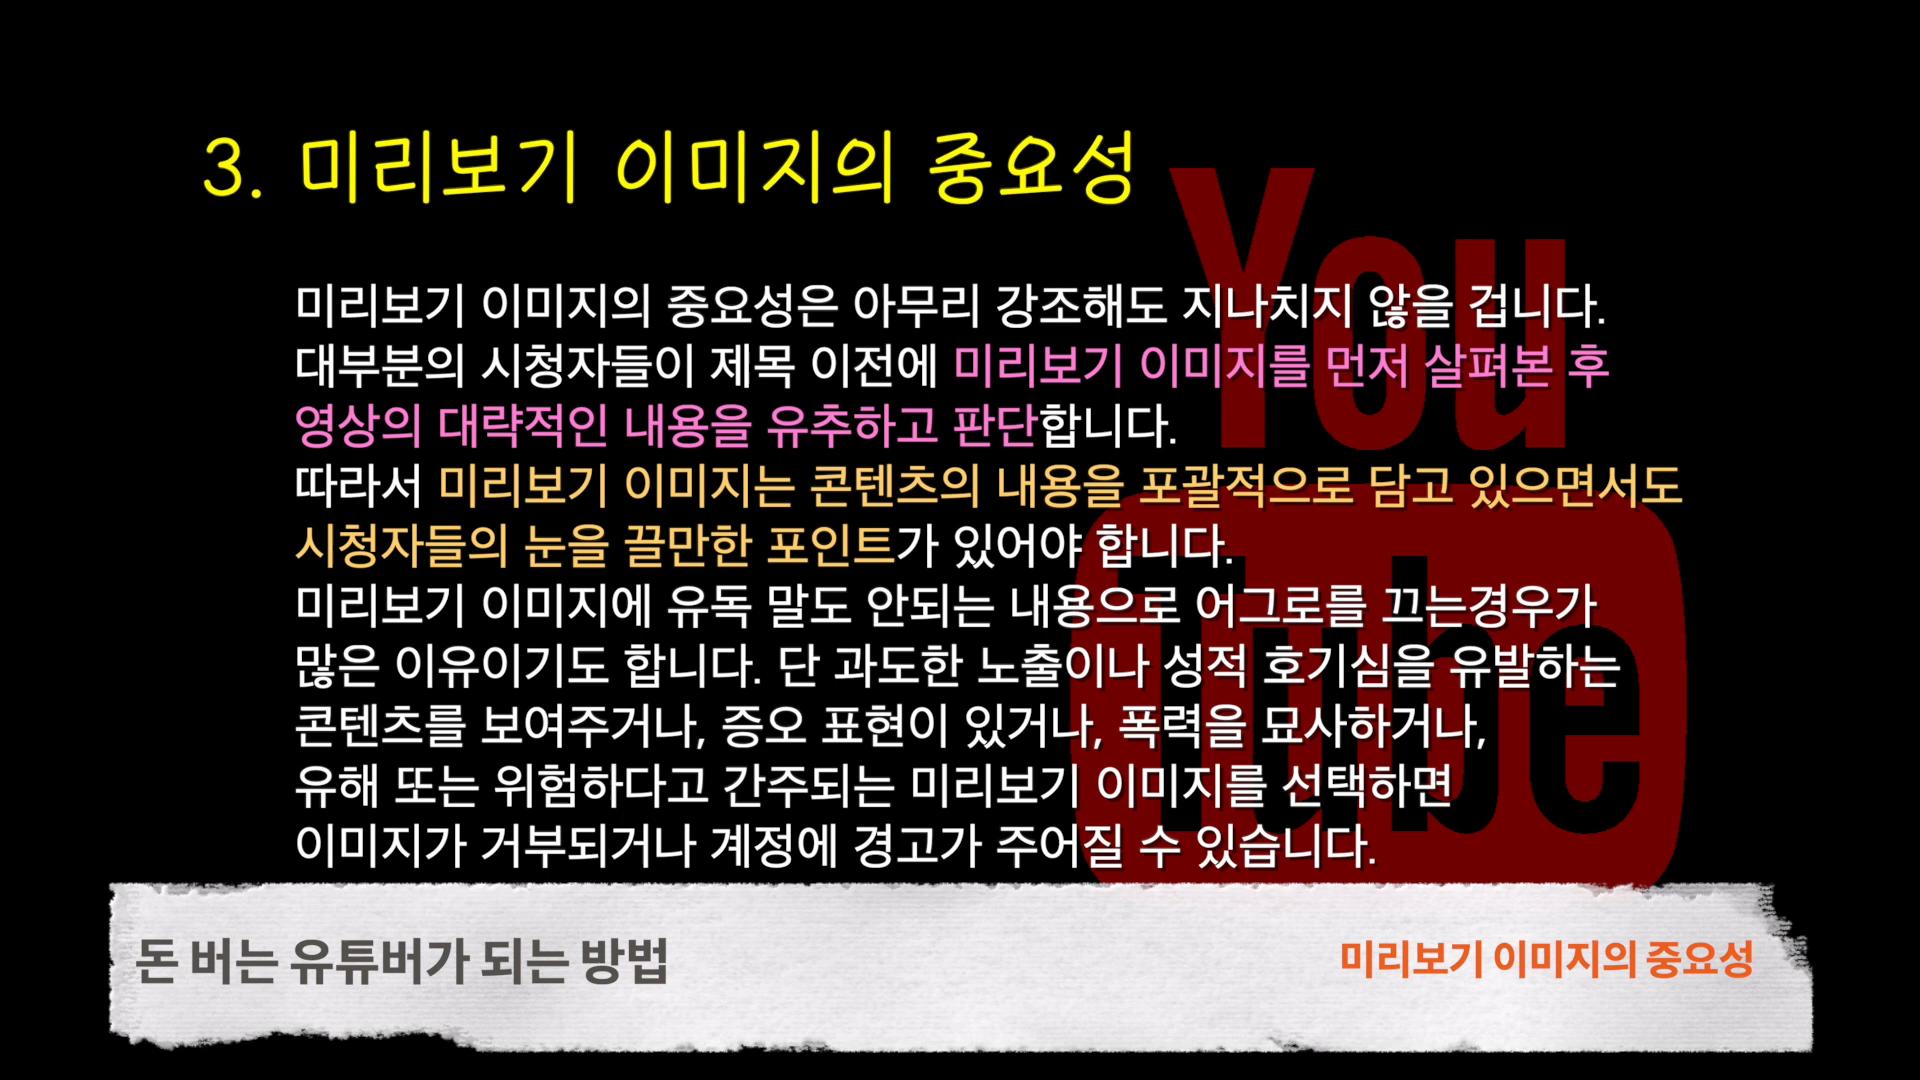 3. 미리보기 이미지의 중요성
미리보기 이미지의 중요성은 아무리 강조해도 지나치지 않을 겁니다.
대부분의 시청자들이 제목 이전에 미리보기 이미지를 먼저 살펴본 후
영상의 대략적인 내용을 유추하고 판단합니다.
따라서 미리보기 이미지는 콘텐츠의 내용을 포괄적으로 담고 있으면서도
시청자들의 눈을 끌만한 포인트가 있어야 합니다.
미리보기 이미지에 유독 말도 안되는 내용으로 어그로를 끄는경우가
많은 이유이기도 합니다. 단 과도한 노출이나 성적 호기심을 유발하는
콘텐츠를 보여주거나, 증오 표현이 있거나, 폭력을 묘사하거나,
유해 또는 위험하다고 간주되는 미리보기 이미지를 선택하면
이미지가 거부되거나 계정에 경고가 주어질 수 있습니다.
You
Tube
돈 버는 유튜버가 되는 방법
미리보기 이미지의 중요성